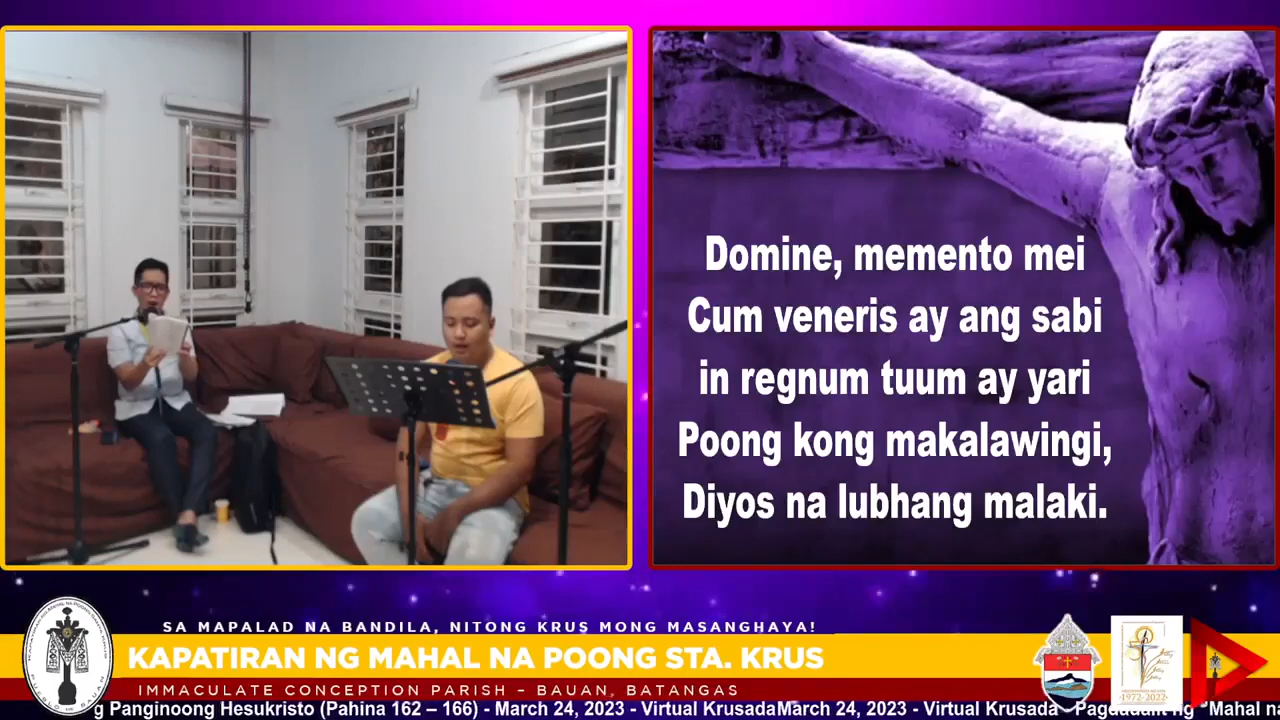 Domine, memento mei
Cum veneris ay ang sabi
in regnum tuum ay yari
Poong kong makalawingi,
Diyos na lubhang malaki.
SA MAPALAD NA BANDILA, NITONG KRUS MONG MASANGHAYA!
KAPATIRAN NG MAHAL NA POONG STA. KRUS
IMMACULATE CONCEPTION PARISH – BAUAN, BATANGAS
g Panginoong Hesukristo (Pahina 162 – 166) - March 24, 2023 - Virtual KrusadaMarch 24, 2023 - Virtual Krusada - Pagdadalit ng "Mahal na
1972-2022